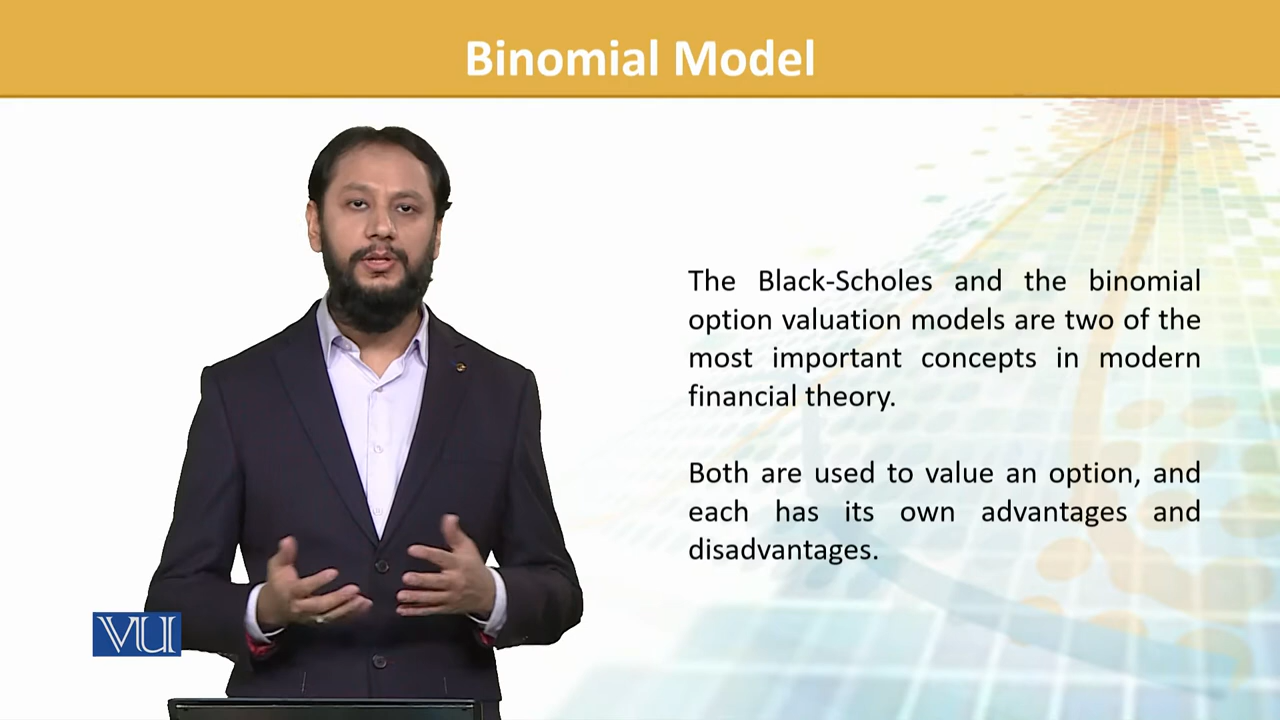 Binomial Model
The Black-Scholes and the binomial
option valuation models are two of the
most important concepts in modern
financial theory.
Both are used to value an option, and
each has its own advantages and
disadvantages.
VU